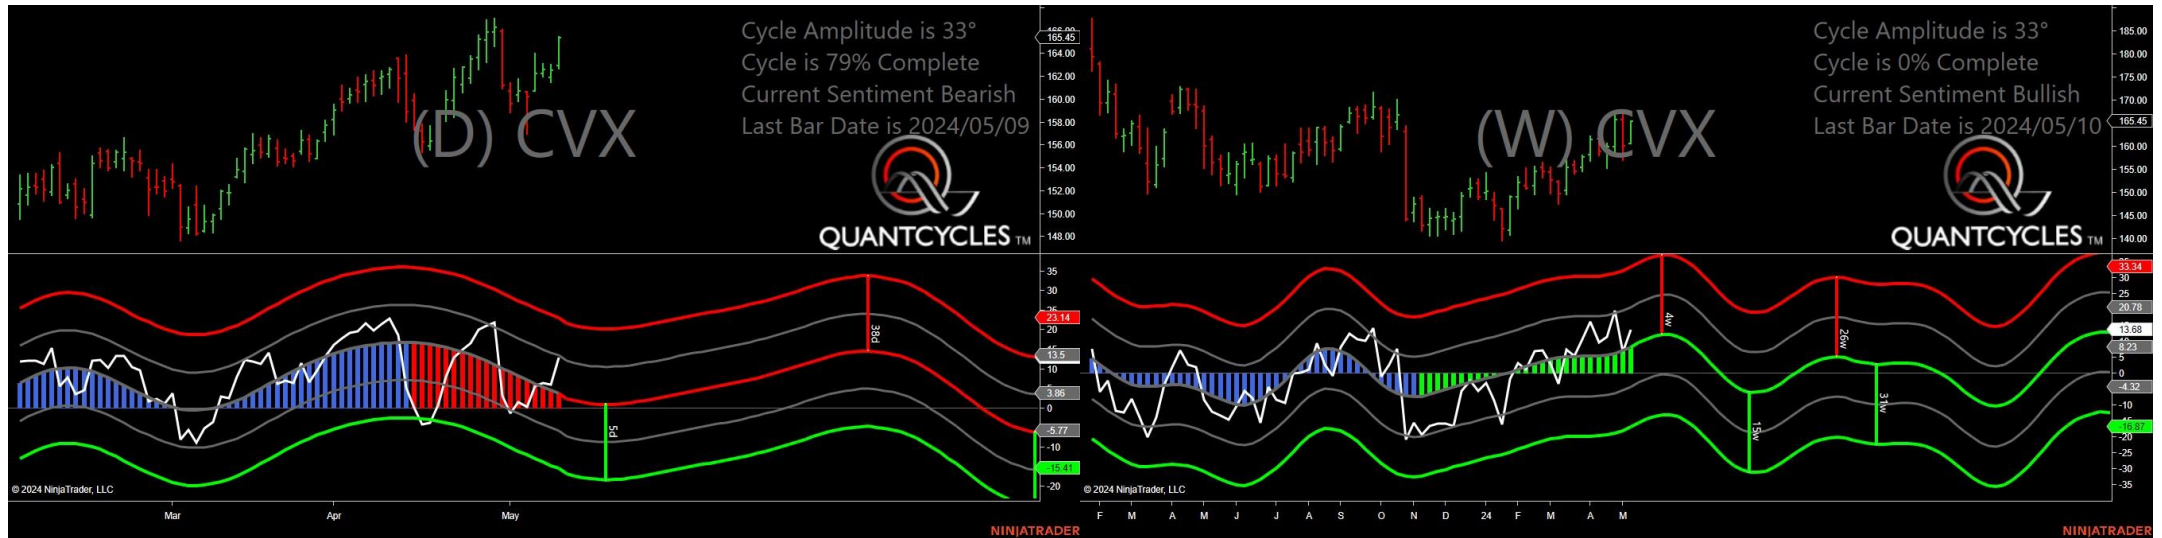 Cycle Amplitude is 33°
Cycle is 79% Complete
Current Sentiment Bearish
Last Bar Date is 2024/05/09
(D) CVX
QUANTCYCLES TM
165.45
164.00
162.00
160.00
158.00
156.00
154.00
152.00
150.00
148.00
35
30
23.14
20
13.5
10
5
3.86
0
-5.77
-10
-15.41
-20
38d
5d
© 2024 NinjaTrader, LLC
Mar
Apr
May
NINJATRADER
Cycle Amplitude is 33°
Cycle is 0% Complete
Current Sentiment Bullish
Last Bar Date is 2024/05/10
(W) CVX
QUANTCYCLES TM
185.00
180.00
175.00
170.00
165.45
160.00
155.00
150.00
145.00
140.00
33.34
30
25
20.78
13.68
8.23
5
0
-4.32
-10
-16.87
-20
-25
-30
-35
4w
26w
15w
31w
© 2024 NinjaTrader, LLC
F M A M J J A S O N D 24 F M A M
NINJATRADER